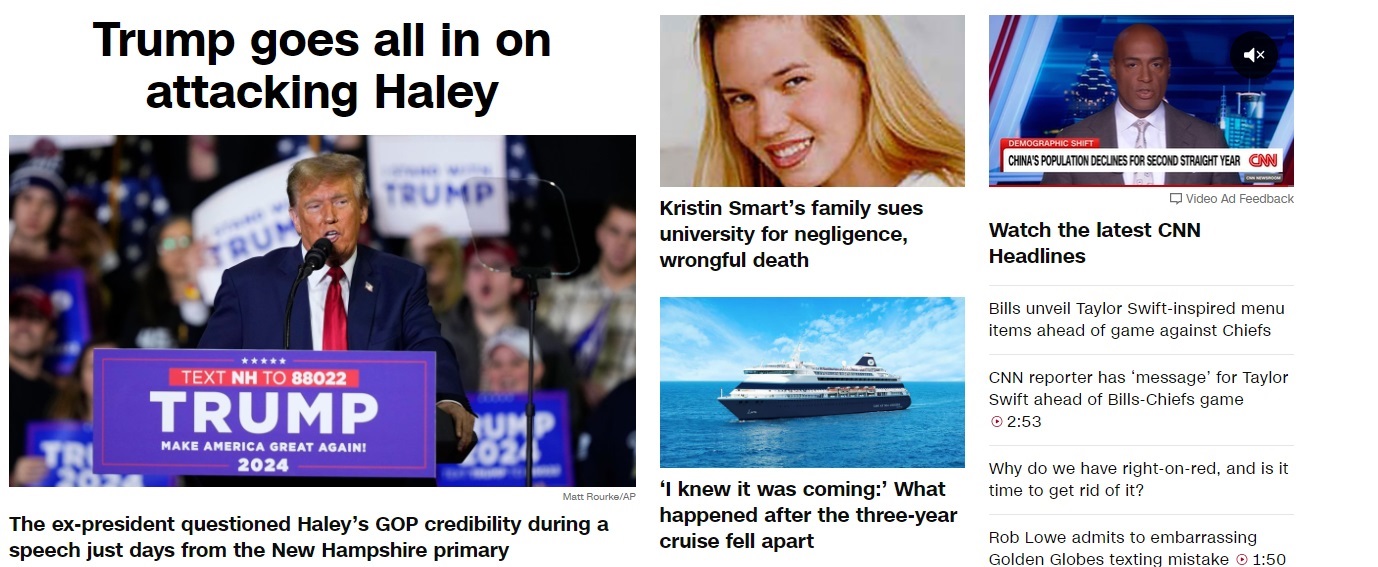 Trump goes all in on
attacking Haley
STAND WITH
TRUMP
TRUMP
TEXT NH TO 88022
TRUMP
MAKE AMERICA GREAT AGAIN!
2024
2024
Matt Rourke/AP
The ex-president questioned Haley's GOP credibility during a
speech just days from the New Hampshire primary
Kristin Smart's family sues
university for negligence,
wrongful death
‘I knew it was coming:’ What
happened after the three-year
cruise fell apart
DEMOGRAPHIC SHIFT
CHINA'S POPULATION DECLINES FOR SECOND STRAIGHT YEAR
CNN
CNN NEWSROOM
Video Ad Feedback
Watch the latest CNN
Headlines
Bills unveil Taylor Swift-inspired menu
items ahead of game against Chiefs
CNN reporter has ‘message’ for Taylor
Swift ahead of Bills-Chiefs game
2:53
Why do we have right-on-red, and is it
time to get rid of it?
Rob Lowe admits to embarrassing
Golden Globes texting mistake 1:50